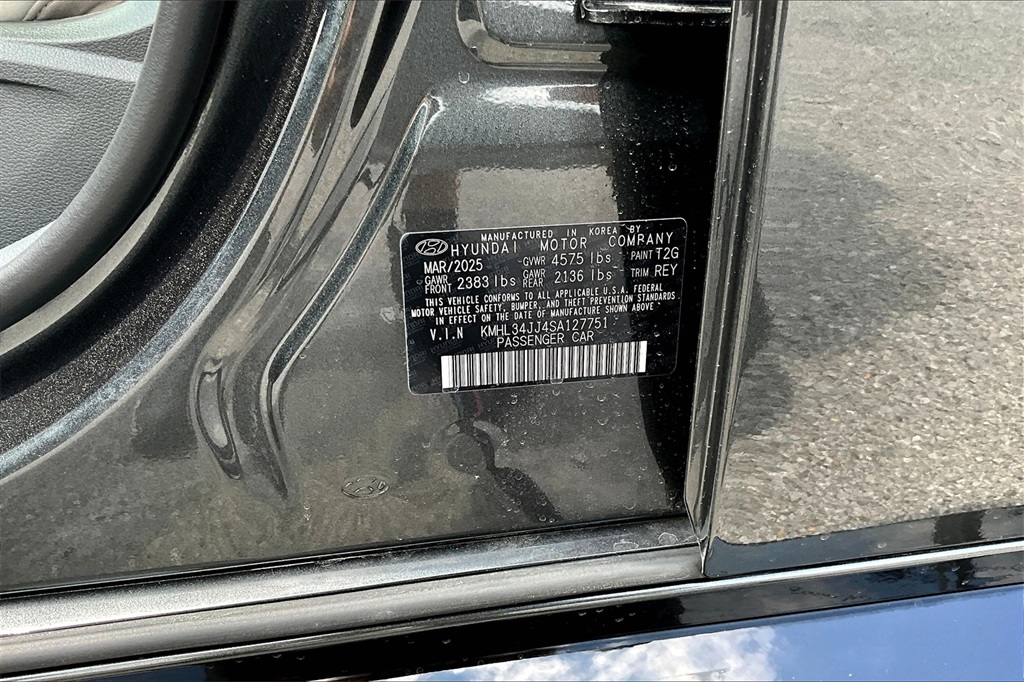 MANUFACTURED IN KOREA BY
HYUNDAI MOTOR COMPANY
MAR/2025 GVWR 4575 lbs PAINT T2G
GAWR FRONT 2383 lbs GAWR REAR 2136 lbs TRIM REY
THIS VEHICLE CONFORMS TO ALL APPLICABLE U.S.A. FEDERAL
MOTOR VEHICLE SAFETY, BUMPER, AND THEFT PREVENTION STANDARDS
IN EFFECT ON THE DATE OF MANUFACTURE SHOWN ABOVE
V.I.N KMHL34JJ4SA127751
PASSENGER CAR